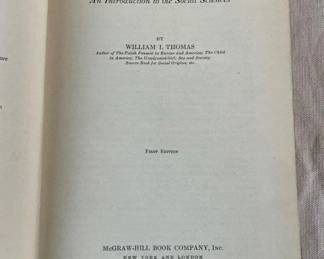 An Introduction to the Social Sciences
BY
WILLIAM I. THOMAS
Author of The Polish Peasant in Europe and America; The Child
in America; The Unadjusted Girl; Sex and Society;
Source Book for Social Origins, etc.
FIRST EDITION
McGRAW-HILL BOOK COMPANY, INC.
NEW YORK AND LONDON